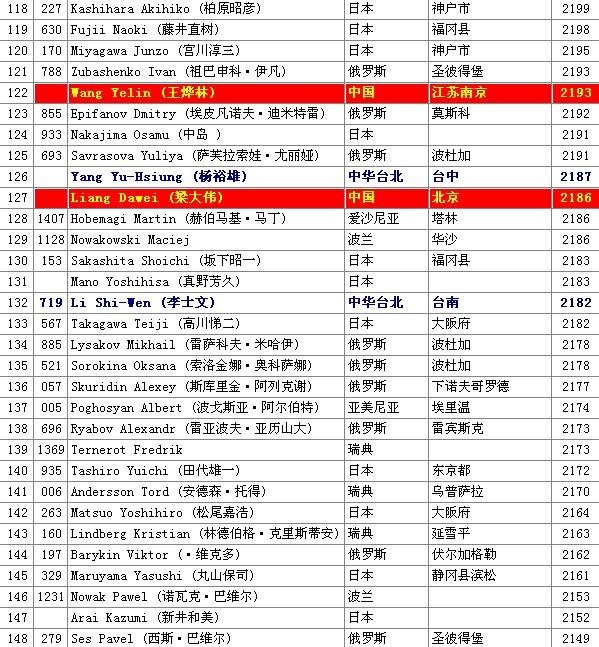 118 227 Kashihara Akihiko (柏原昭彦) 日本 神户市 2199
119 630 Fujii Naoki (藤井直树) 日本 福冈县 2198
120 170 Miyagawa Junzo (宫川淳三) 日本 神户市 2195
121 788 Zubashenko Ivan (祖巴申科·伊凡) 俄罗斯 圣彼得堡 2193
122 Wang Yelin (王烨林) 中国 江苏南京 2193
123 855 Epifanov Dmitry (埃皮凡诺夫·迪米特雷) 俄罗斯 莫斯科 2192
124 933 Nakajima Osamu (中岛 ) 日本 2191
125 693 Savrasova Yuliya (萨芙拉索娃·尤丽娅) 俄罗斯 波杜加 2191
126 Yang Yu-Hsiung (杨裕雄) 中华台北 台中 2187
127 Liang Dawei (梁大伟) 中国 北京 2186
128 1407 Hobemagi Martin (赫伯马基·马丁) 爱沙尼亚 塔林 2186
129 1128 Nowakowski Maciej 波兰 华沙 2186
130 153 Sakashita Shoichi (坂下昭一) 日本 福冈县 2183
131 Mano Yoshihisa (真野芳久) 日本 2183
132 719 Li Shi-Wen (李士文) 中华台北 台南 2182
133 567 Takagawa Teiji (高川悌二) 日本 大阪府 2182
134 885 Lysakov Mikhail (雷萨科夫·米哈伊) 俄罗斯 波杜加 2178
135 521 Sorokina Oksana (索洛金娜·奥科萨娜) 俄罗斯 波杜加 2178
136 057 Skuridin Alexey (斯库里金·阿列克谢) 俄罗斯 下诺夫哥罗德 2177
137 005 Poghosyan Albert (波戈斯亚·阿尔伯特) 亚美尼亚 埃里温 2174
138 696 Ryabov Alexandr (雷亚波夫·亚历山大) 俄罗斯 雷宾斯克 2173
139 1369 Ternerot Fredrik 瑞典 2173
140 935 Tashiro Yuichi (田代雄一) 日本 东京都 2172
141 006 Andersson Tord (安德森·托得) 瑞典 乌普萨拉 2170
142 263 Matsuo Yoshihiro (松尾嘉浩) 日本 大阪府 2164
143 160 Lindberg Kristian (林德伯格·克里斯蒂安) 瑞典 延雪平 2163
144 197 Barykin Viktor (·维克多) 俄罗斯 伏尔加格勒 2162
145 329 Maruyama Yasushi (丸山保司) 日本 静冈县滨松 2161
146 1231 Nowak Pawel (诺瓦克·巴维尔) 波兰 2153
147 Arai Kazumi (新井和美) 日本 2152
148 279 Ses Pavel (西斯·巴维尔) 俄罗斯 圣彼得堡 2149